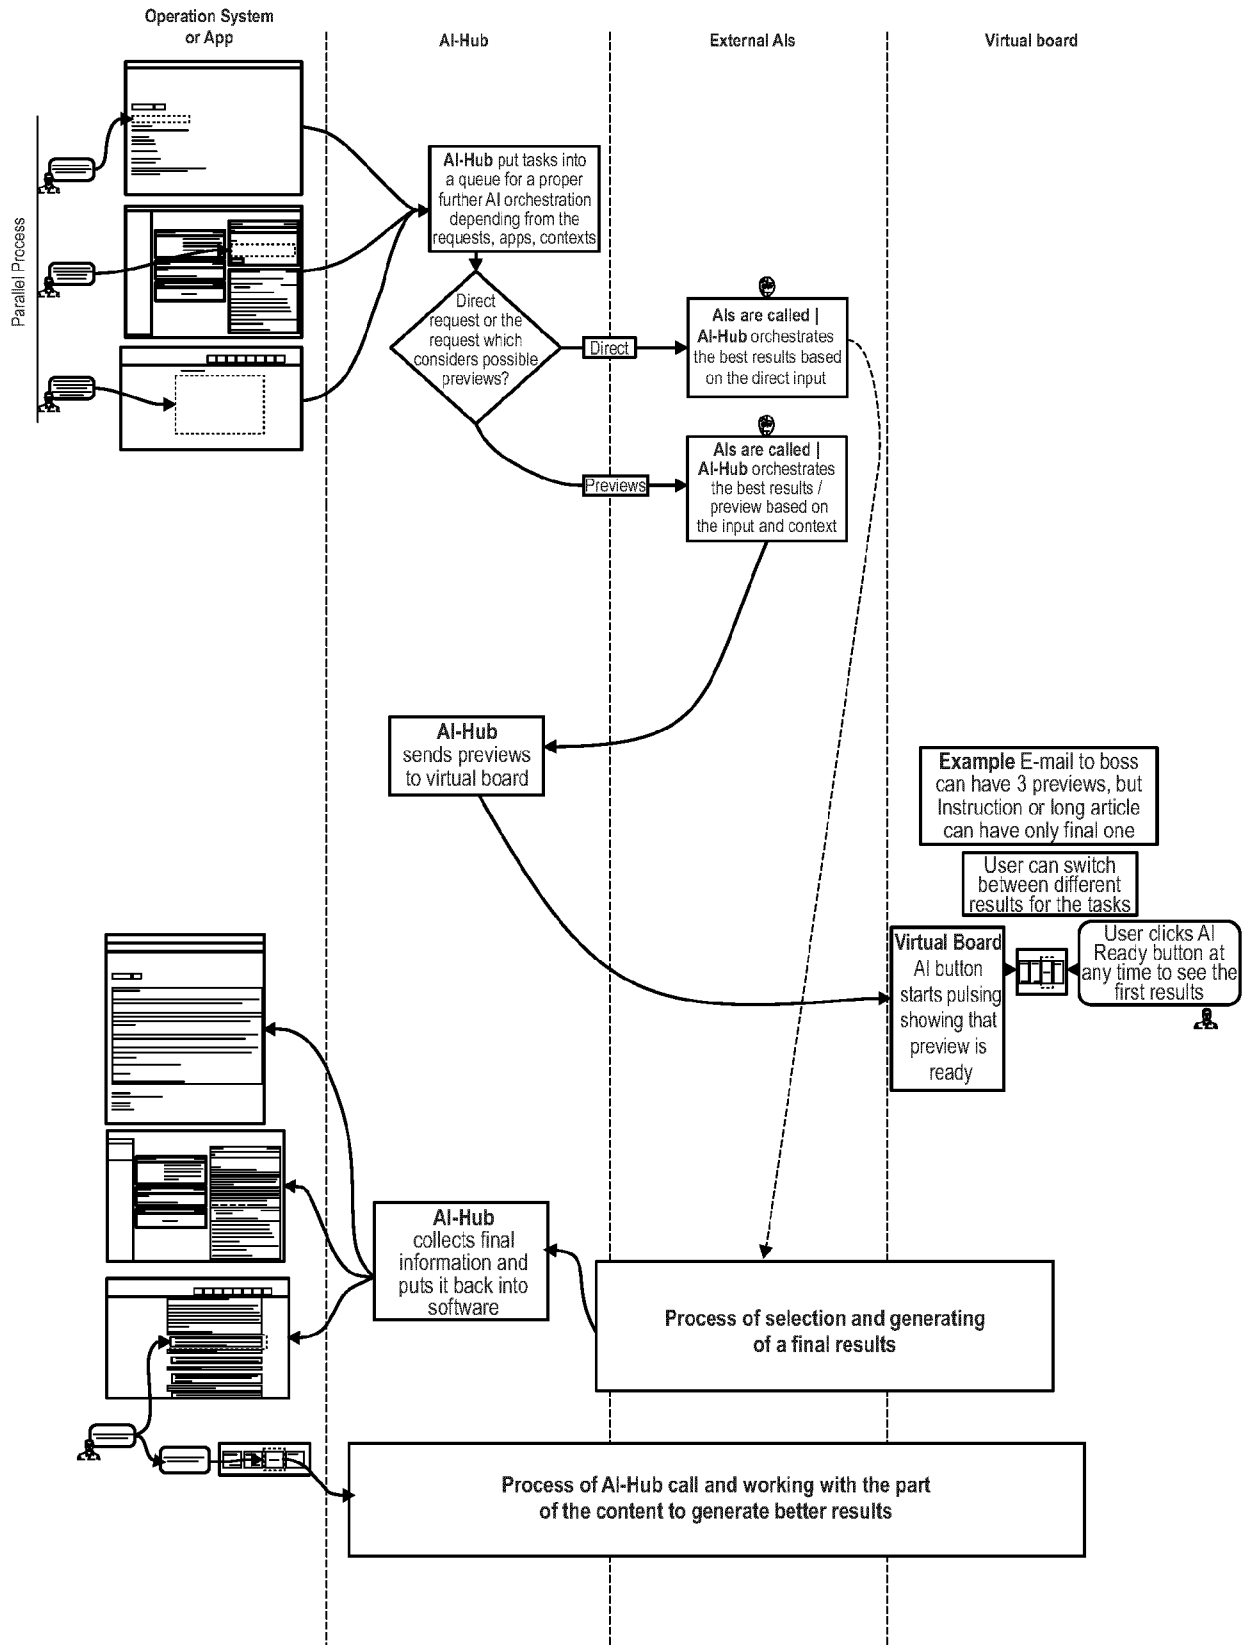 Operation System
or App
AI-Hub
External AIs
Virtual board
Parallel Process
AI-Hub put tasks into
a queue for a proper
further AI orchestration
depending from the
requests, apps, contexts
Direct
request or the
request which
considers possible
previews?
Direct
AIs are called |
AI-Hub orchestrates
the best results based
on the direct input
Previews
AIs are called |
AI-Hub orchestrates
the best results /
preview based on
the input and context
AI-Hub
sends previews
to virtual board
Example E-mail to boss
can have 3 previews, but
Instruction or long article
can have only final one
User can switch
between different
results for the tasks
Virtual Board
AI button
starts pulsing
showing that
preview is
ready
User clicks AI
Ready button at
any time to see the
first results
AI-Hub
collects final
information and
puts it back into
software
Process of selection and generating
of a final results
Process of AI-Hub call and working with the part
of the content to generate better results